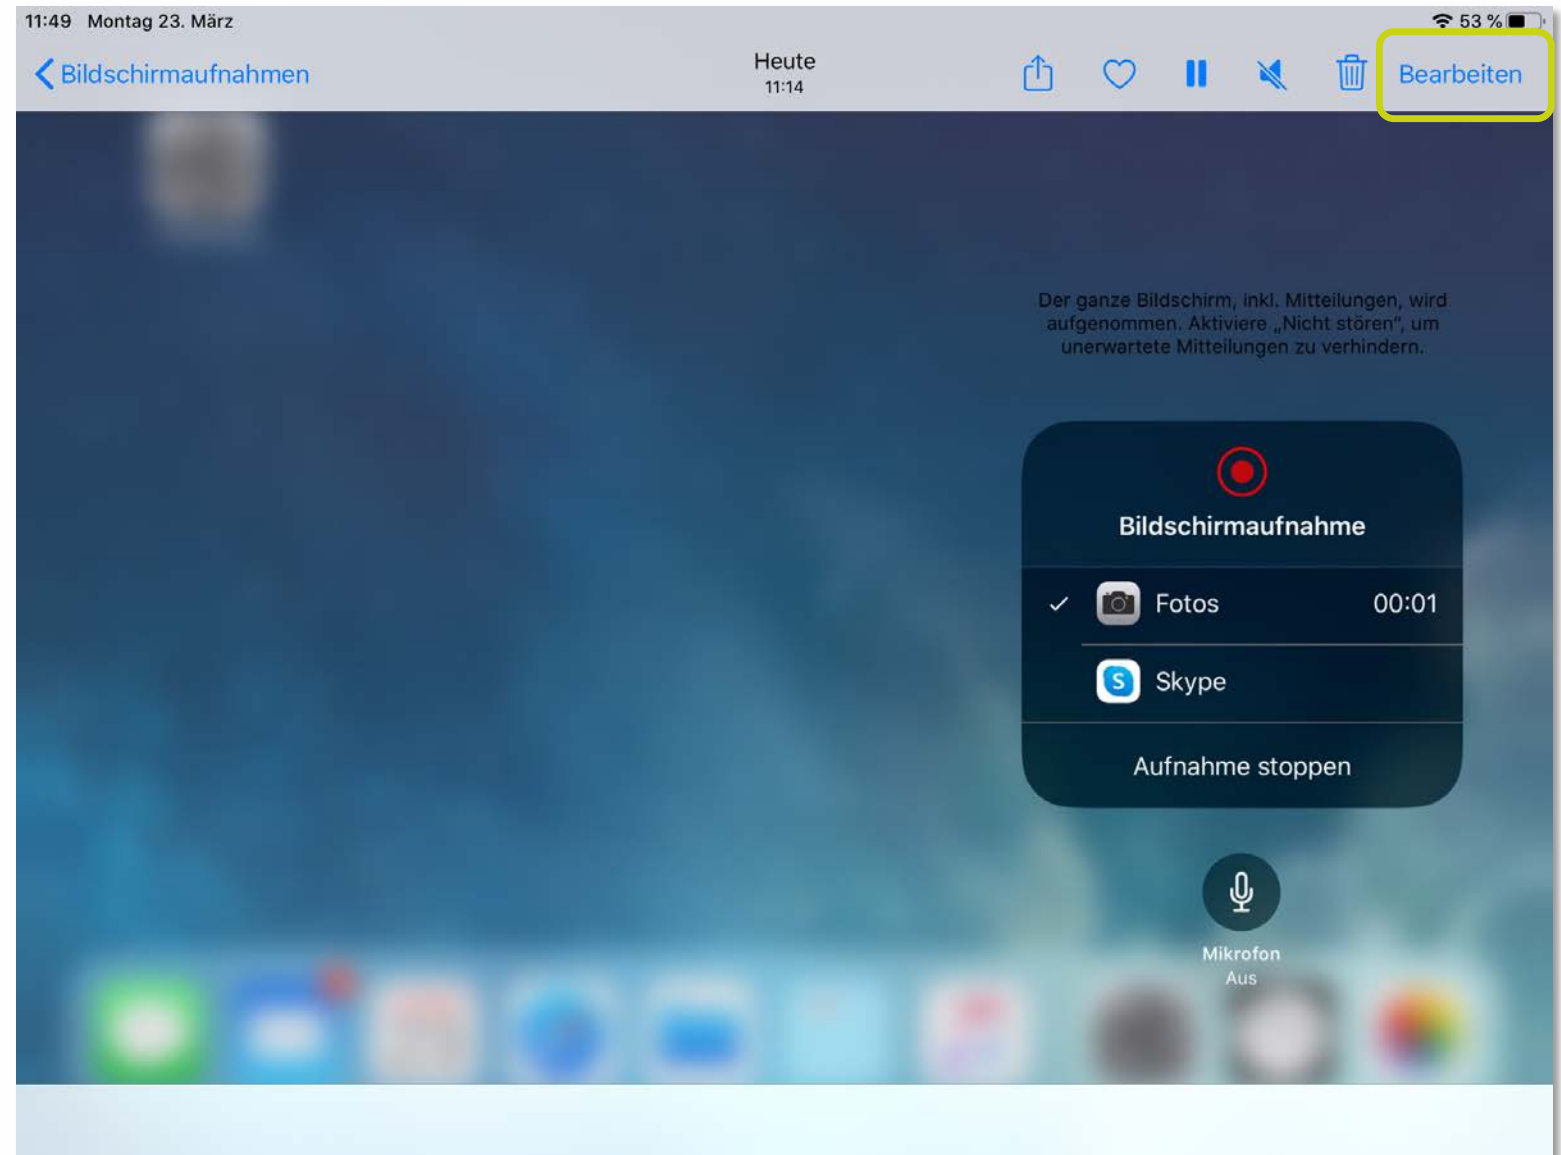 11:49 Montag 23. März
53 %
Bildschirmaufnahmen
Heute
11:14
Bearbeiten
Der ganze Bildschirm, inkl. Mitteilungen, wird
aufgenommen. Aktiviere „Nicht stören“, um
unerwartete Mitteilungen zu verhindern.
Bildschirmaufnahme
Fotos 00:01
Skype
Aufnahme stoppen
Mikrofon
Aus